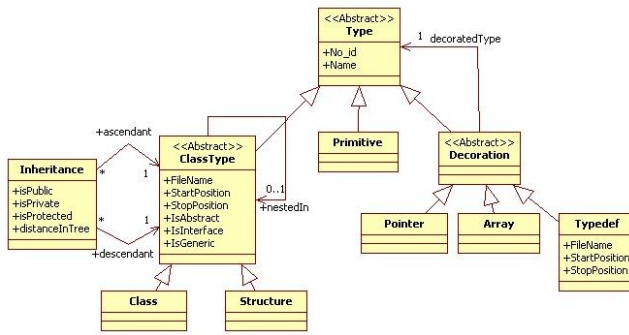 <<Abstract>>
Type
+No_id
+Name
1 decoratedType
Primitive
<<Abstract>>
Decoration
+ascendant
* 1
<<Abstract>>
ClassType
+FileName
+StartPosition
+StopPosition
+IsAbstract
+IsInterface
+IsGeneric
0..1
+nestedIn
Inheritance
+isPublic
+isPrivate
+isProtected
+distanceInTree
* 1
+descendant
Pointer
Array
Typedef
+FileName
+StartPosition
+StopPosition
Class
Structure